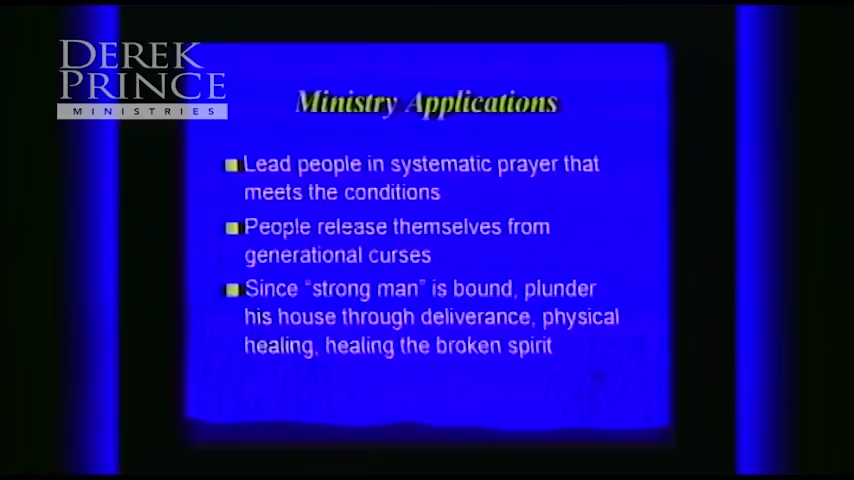 DEREK
PRINCE
MINISTRIES
Ministry Applications
Lead people in systematic prayer that
meets the conditions
People release themselves from
generational curses
Since “strong man” is bound, plunder
his house through deliverance, physical
healing, healing the broken spirit